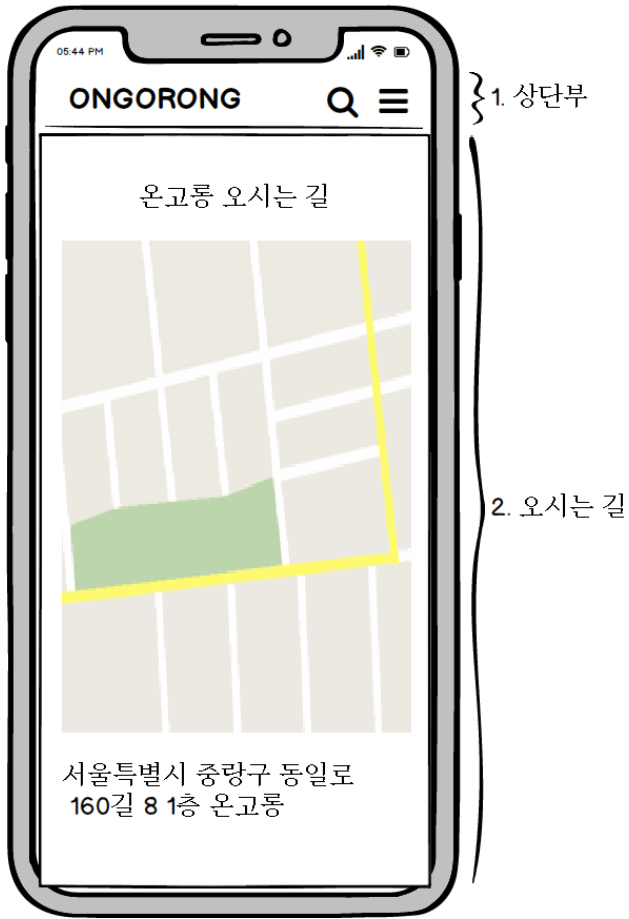 05:44 PM
ONGORONG
1. 상단부
온고롱 오시는 길
2. 오시는 길
서울특별시 중랑구 동일로
160길 8 1층 온고롱